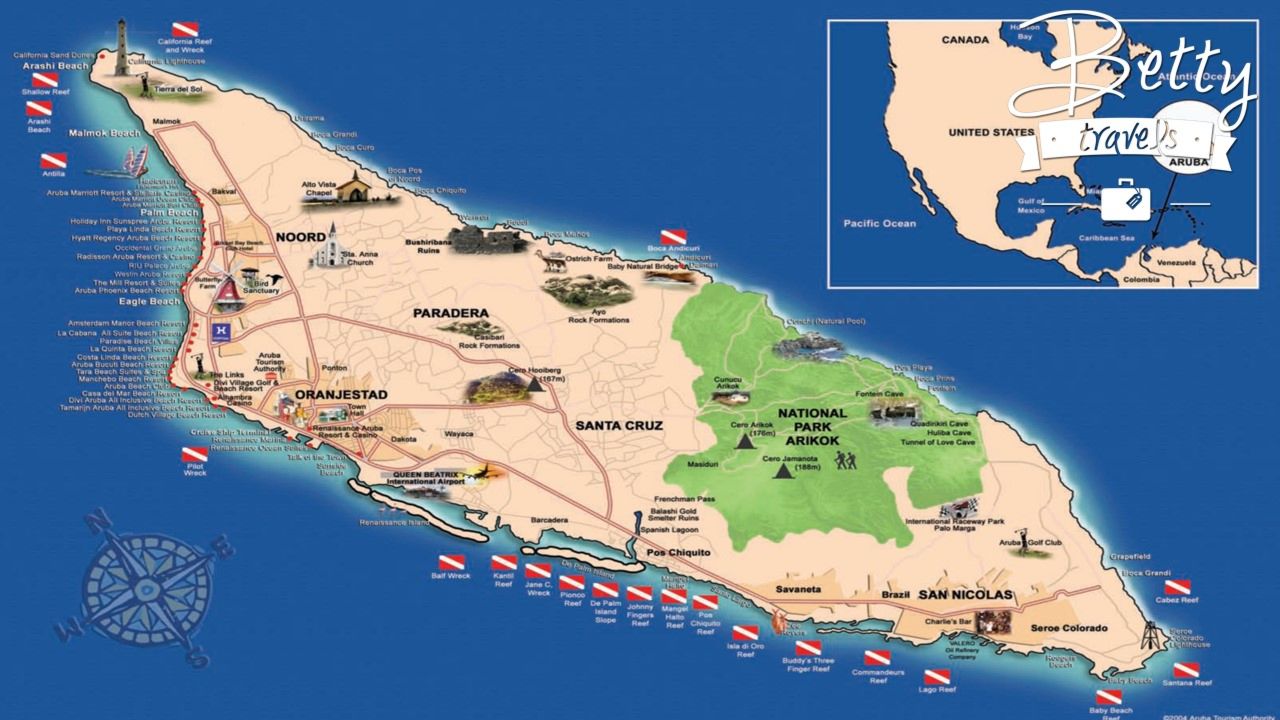 California Reef
and Wreck
California Sand Dunes
California Lighthouse
Arashi Beach
Shallow Reef
Tierra del Sol
Arashi
Beach
Malmok
Malmok Beach
Antilla
Boca Grandi
Boca Curo
Boca Pos
Boca Chiquito
Alto Vista
Chapel
Bakval
Aruba Marriott Resort & Stellaris Casino
Palm Beach
Holiday Inn Sunspree Aruba Resort
Playa Linda Beach Resort
Hyatt Regency Aruba Beach Resort
Occidental Grand Aruba
Radisson Aruba Resort & Casino
RIU Palace Aruba
Westin Aruba Resort
The Mill Resort & Suites
Aruba Phoenix Beach Resort
Eagle Beach
NOORD
Sta. Anna
Church
Bushiribana
Ruins
Boca Andicuri
Andicuri
Ostrich Farm
Baby Natural Bridge
Butterfly
Farm
Bird
Sanctuary
H
Ayo
Rock Formations
PARADERA
Casibari
Rock Formations
Amsterdam Manor Beach Resort
La Cabana All Suite Beach Resort
Paradise Beach Villas
La Quinta Beach Resort
Costa Linda Beach Resort
Aruba Bucuti Beach Resort
Tara Beach Suites & Spa
Manchebo Beach Resort
Aruba Beach Club
Casa del Mar Beach Resort
Divi Aruba All Inclusive Beach Resort
Tamarijn Aruba All Inclusive Beach Resort
Dutch Village Beach Resort
Aruba
Tourism
Authority
Ponton
The Links
Divi Village Golf &
Beach Resort
Alhambra
Casino
Cero Hooiberg
(167m)
ORANJESTAD
Town
Hall
Renaissance Aruba
Resort & Casino
Cruise Ship Terminal
Renaissance Marina
Renaissance Ocean Suites
Talk of the Town
Surfside
Beach
Dakota
Wayaca
SANTA CRUZ
Pilot
Wreck
QUEEN BEATRIX
International Airport
Renaissance Island
Barcadera
Conchi (Natural Pool)
Dos Playa
Boca Prins
Fontein
Cunucu
Arikok
Fontein Cave
NATIONAL
PARK
ARIKOK
Quadirikiri Cave
Huliba Cave
Tunnel of Love Cave
Cero Arikok
(176m)
Cero Jamanota
(188m)
Masiduri
Frenchman Pass
Balashi Gold
Smelter Ruins
Spanish Lagoon
International Raceway Park
Palo Marga
Aruba Golf Club
Pos Chiquito
De Palm Island
Mangel
Halto
Santo Largo
Balf Wreck
Kantil
Reef
Jane C.
Wreck
Pionco
Reef
De Palm
Island
Slope
Johnny
Fingers
Reef
Mangel
Halto
Reef
Pos
Chiquito
Reef
Isla di Oro
Reef
Buddy's Three
Finger Reef
Commandeurs
Reef
Lago Reef
Savaneta
Brazil
SAN NICOLAS
Charlie's Bar
VALERO
Oil Refinery
Company
Seroe Colorado
Rodgers
Beach
Grapefield
Boca Grandi
Cabez Reef
Seroe
Colorado
Lighthouse
Santana Reef
Baby Beach
Baby Beach
Reef
N
E
S
W
CANADA
Hudson
Bay
Atlantic Ocean
UNITED STATES
ARUBA
Gulf of
Mexico
Pacific Ocean
Caribbean Sea
Venezuela
Colombia
Betty
travels
©2004 Aruba Tourism Authority